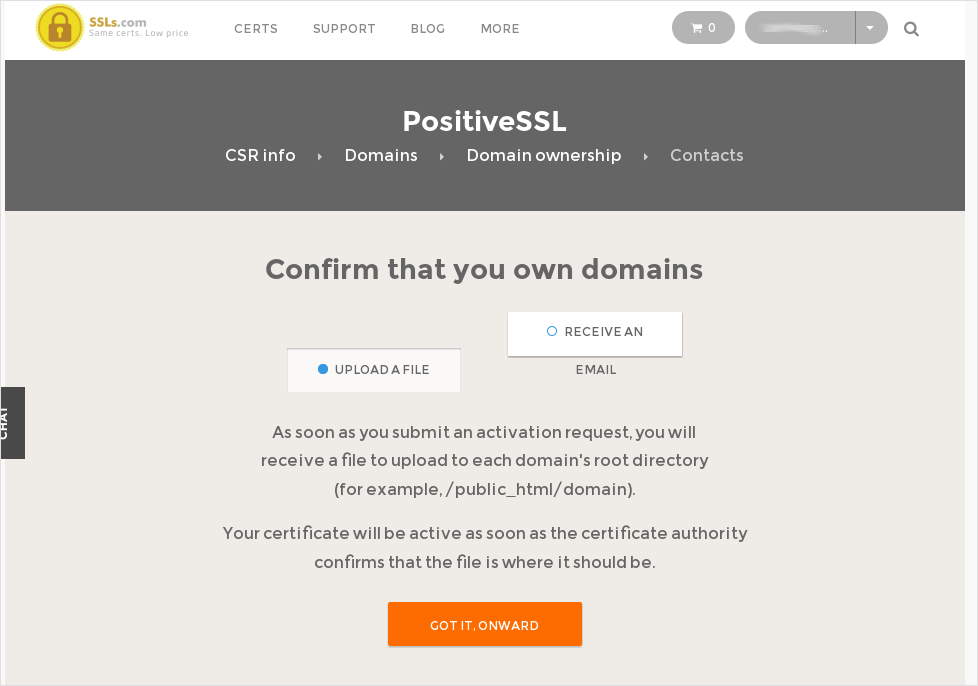 SSLs.com
Same certs. Low price
CERTS
SUPPORT
BLOG
MORE
0
PositiveSSL
CSR info
Domains
Domain ownership
Contacts
Confirm that you own domains
UPLOAD A FILE
RECEIVE AN
EMAIL
CHAT
As soon as you submit an activation request, you will
receive a file to upload to each domain's root directory
(for example, /public_html/domain).
Your certificate will be active as soon as the certificate authority
confirms that the file is where it should be.
GOT IT, ONWARD